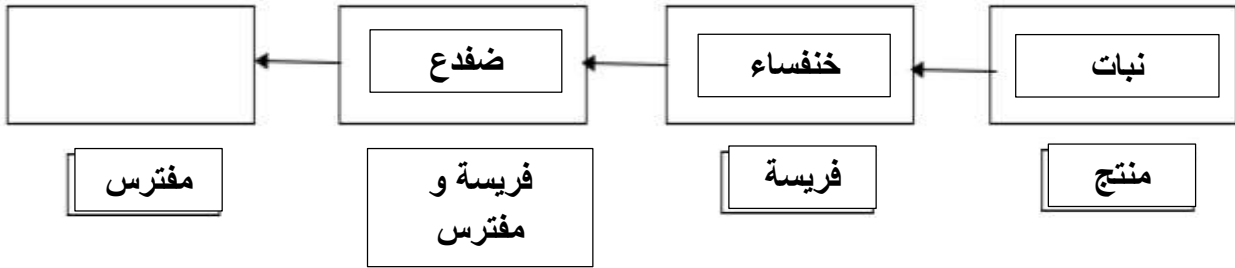 نبات
خنفساء
ضفدع
منتج
فريسة
فريسة و
مفترس
مفترس